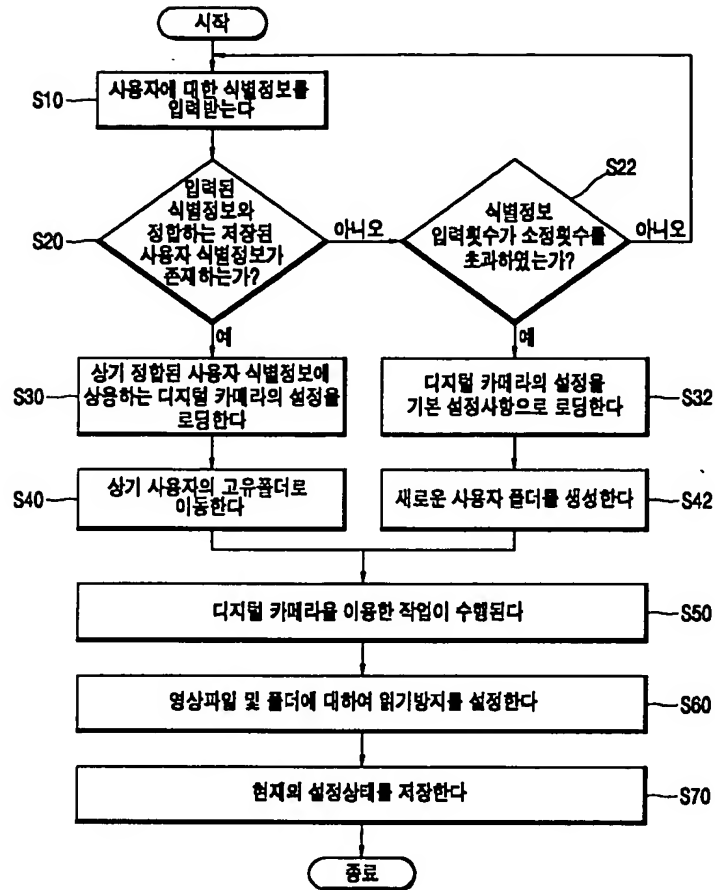 시작
S10
사용자에 대한 식별정보를
입력받는다
S20
입력된
식별정보와
정합하는 저장된
사용자 식별정보가
존재하는가?
아니오
예
S22
식별정보
입력횟수가 소정횟수를
초과하였는가?
아니오
예
S30
상기 정합된 사용자 식별정보에
상응하는 디지털 카메라의 설정을
로딩한다
디지털 카메라의 설정을
기본 설정사항으로 로딩한다
S32
S40
상기 사용자의 고유폴더로
이동한다
새로운 사용자 폴더를 생성한다
S42
디지털 카메라을 이용한 작업이 수행된다
S50
영상파일 및 폴더에 대하여 읽기방지를 설정한다
S60
현재의 설정상태를 저장한다
S70
종료